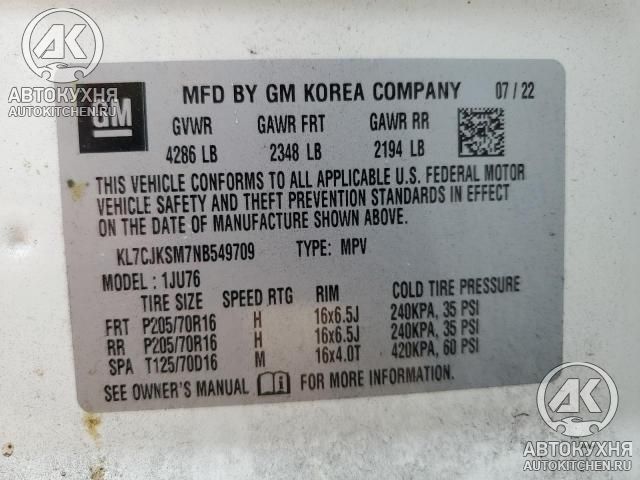 MFD BY GM KOREA COMPANY 07 / 22
GM
GVWR GAWR FRT GAWR RR
4286 LB 2348 LB 2194 LB
THIS VEHICLE CONFORMS TO ALL APPLICABLE U.S. FEDERAL MOTOR
VEHICLE SAFETY AND THEFT PREVENTION STANDARDS IN EFFECT
ON THE DATE OF MANUFACTURE SHOWN ABOVE.
KL7CJKSM7NB549709 TYPE: MPV
MODEL : 1JU76
TIRE SIZE SPEED RTG RIM COLD TIRE PRESSURE
FRT P205/70R16 H 16x6.5J 240KPA, 35 PSI
RR P205/70R16 H 16x6.5J 240KPA, 35 PSI
SPA T125/70D16 M 16x4.0T 420KPA, 60 PSI
SEE OWNER'S MANUAL FOR MORE INFORMATION.
АК
АВТОКУХНЯ
AUTOKITCHEN.RU
АК
АВТОКУХНЯ
AUTOKITCHEN.RU